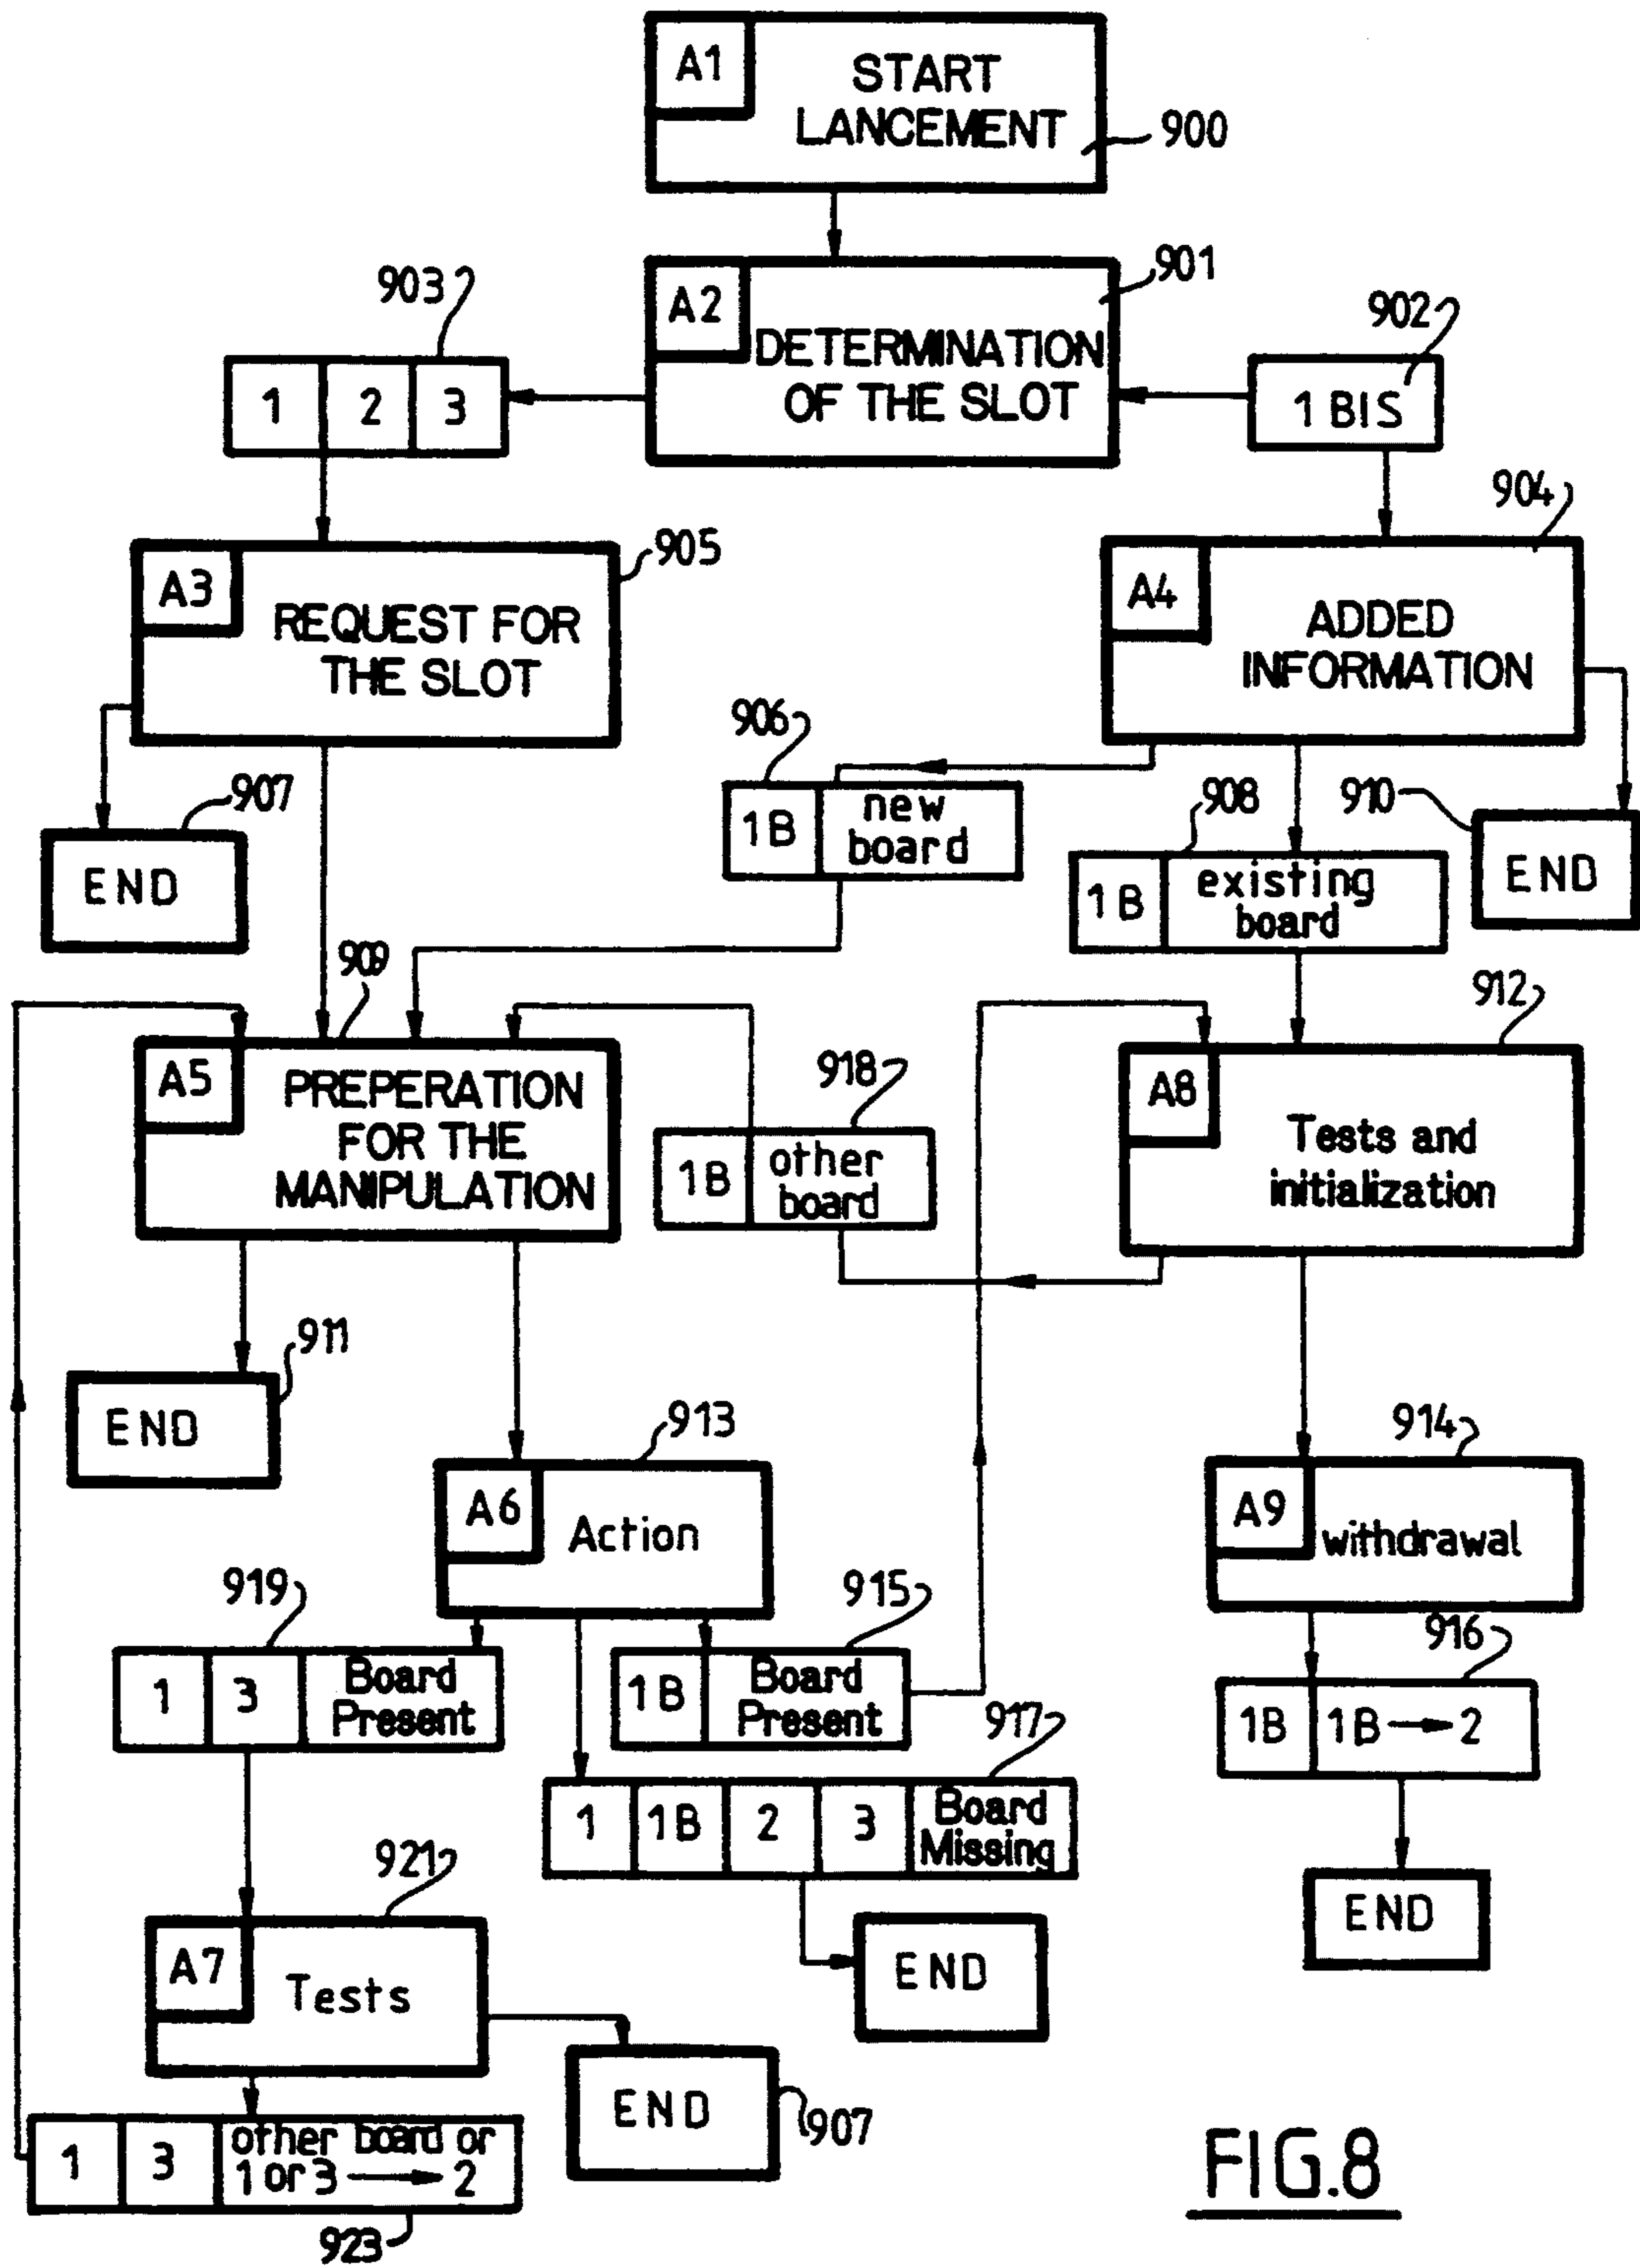 A1
START
LANCEMENT
900
A2
DETERMINATION
OF THE SLOT
901
903
1 2 3
902
1 BIS
904
A3
REQUEST FOR
THE SLOT
905
A4
ADDED
INFORMATION
906
1B
new
board
907
END
908
1B
existing
board
910
END
909
A5
PREPERATION
FOR THE
MANIPULATION
918
1B
other
board
912
A8
Tests and
initialization
911
END
913
A6
Action
914
A9
withdrawal
919
1 3
Board
Present
915
1B
Board
Present
916
1B
1B → 2
917
1 1B 2 3
Board
Missing
921
A7
Tests
END
END
END
907
1 3
other board or
1 or 3 → 2
923
FIG.8